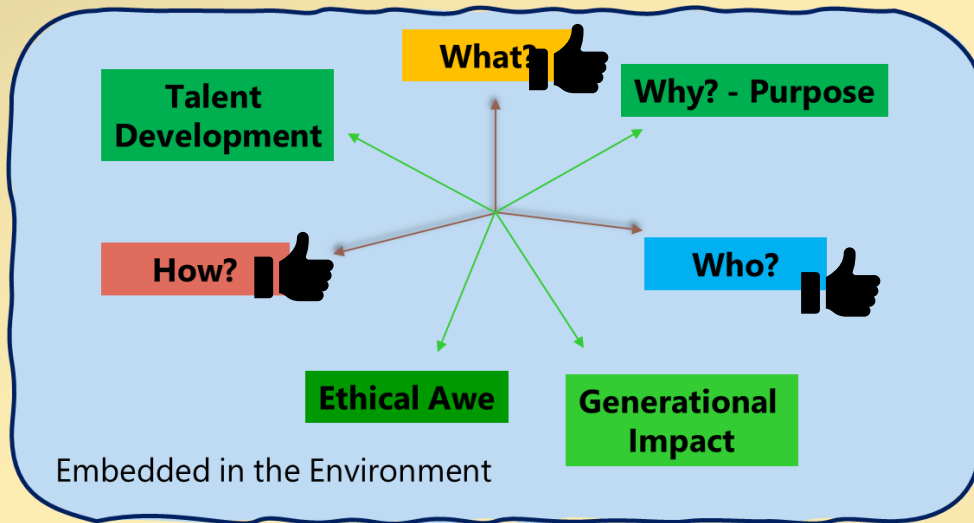 What?
Talent
Development
Why? - Purpose
How?
Who?
Ethical Awe
Generational
Impact
Embedded in the Environment